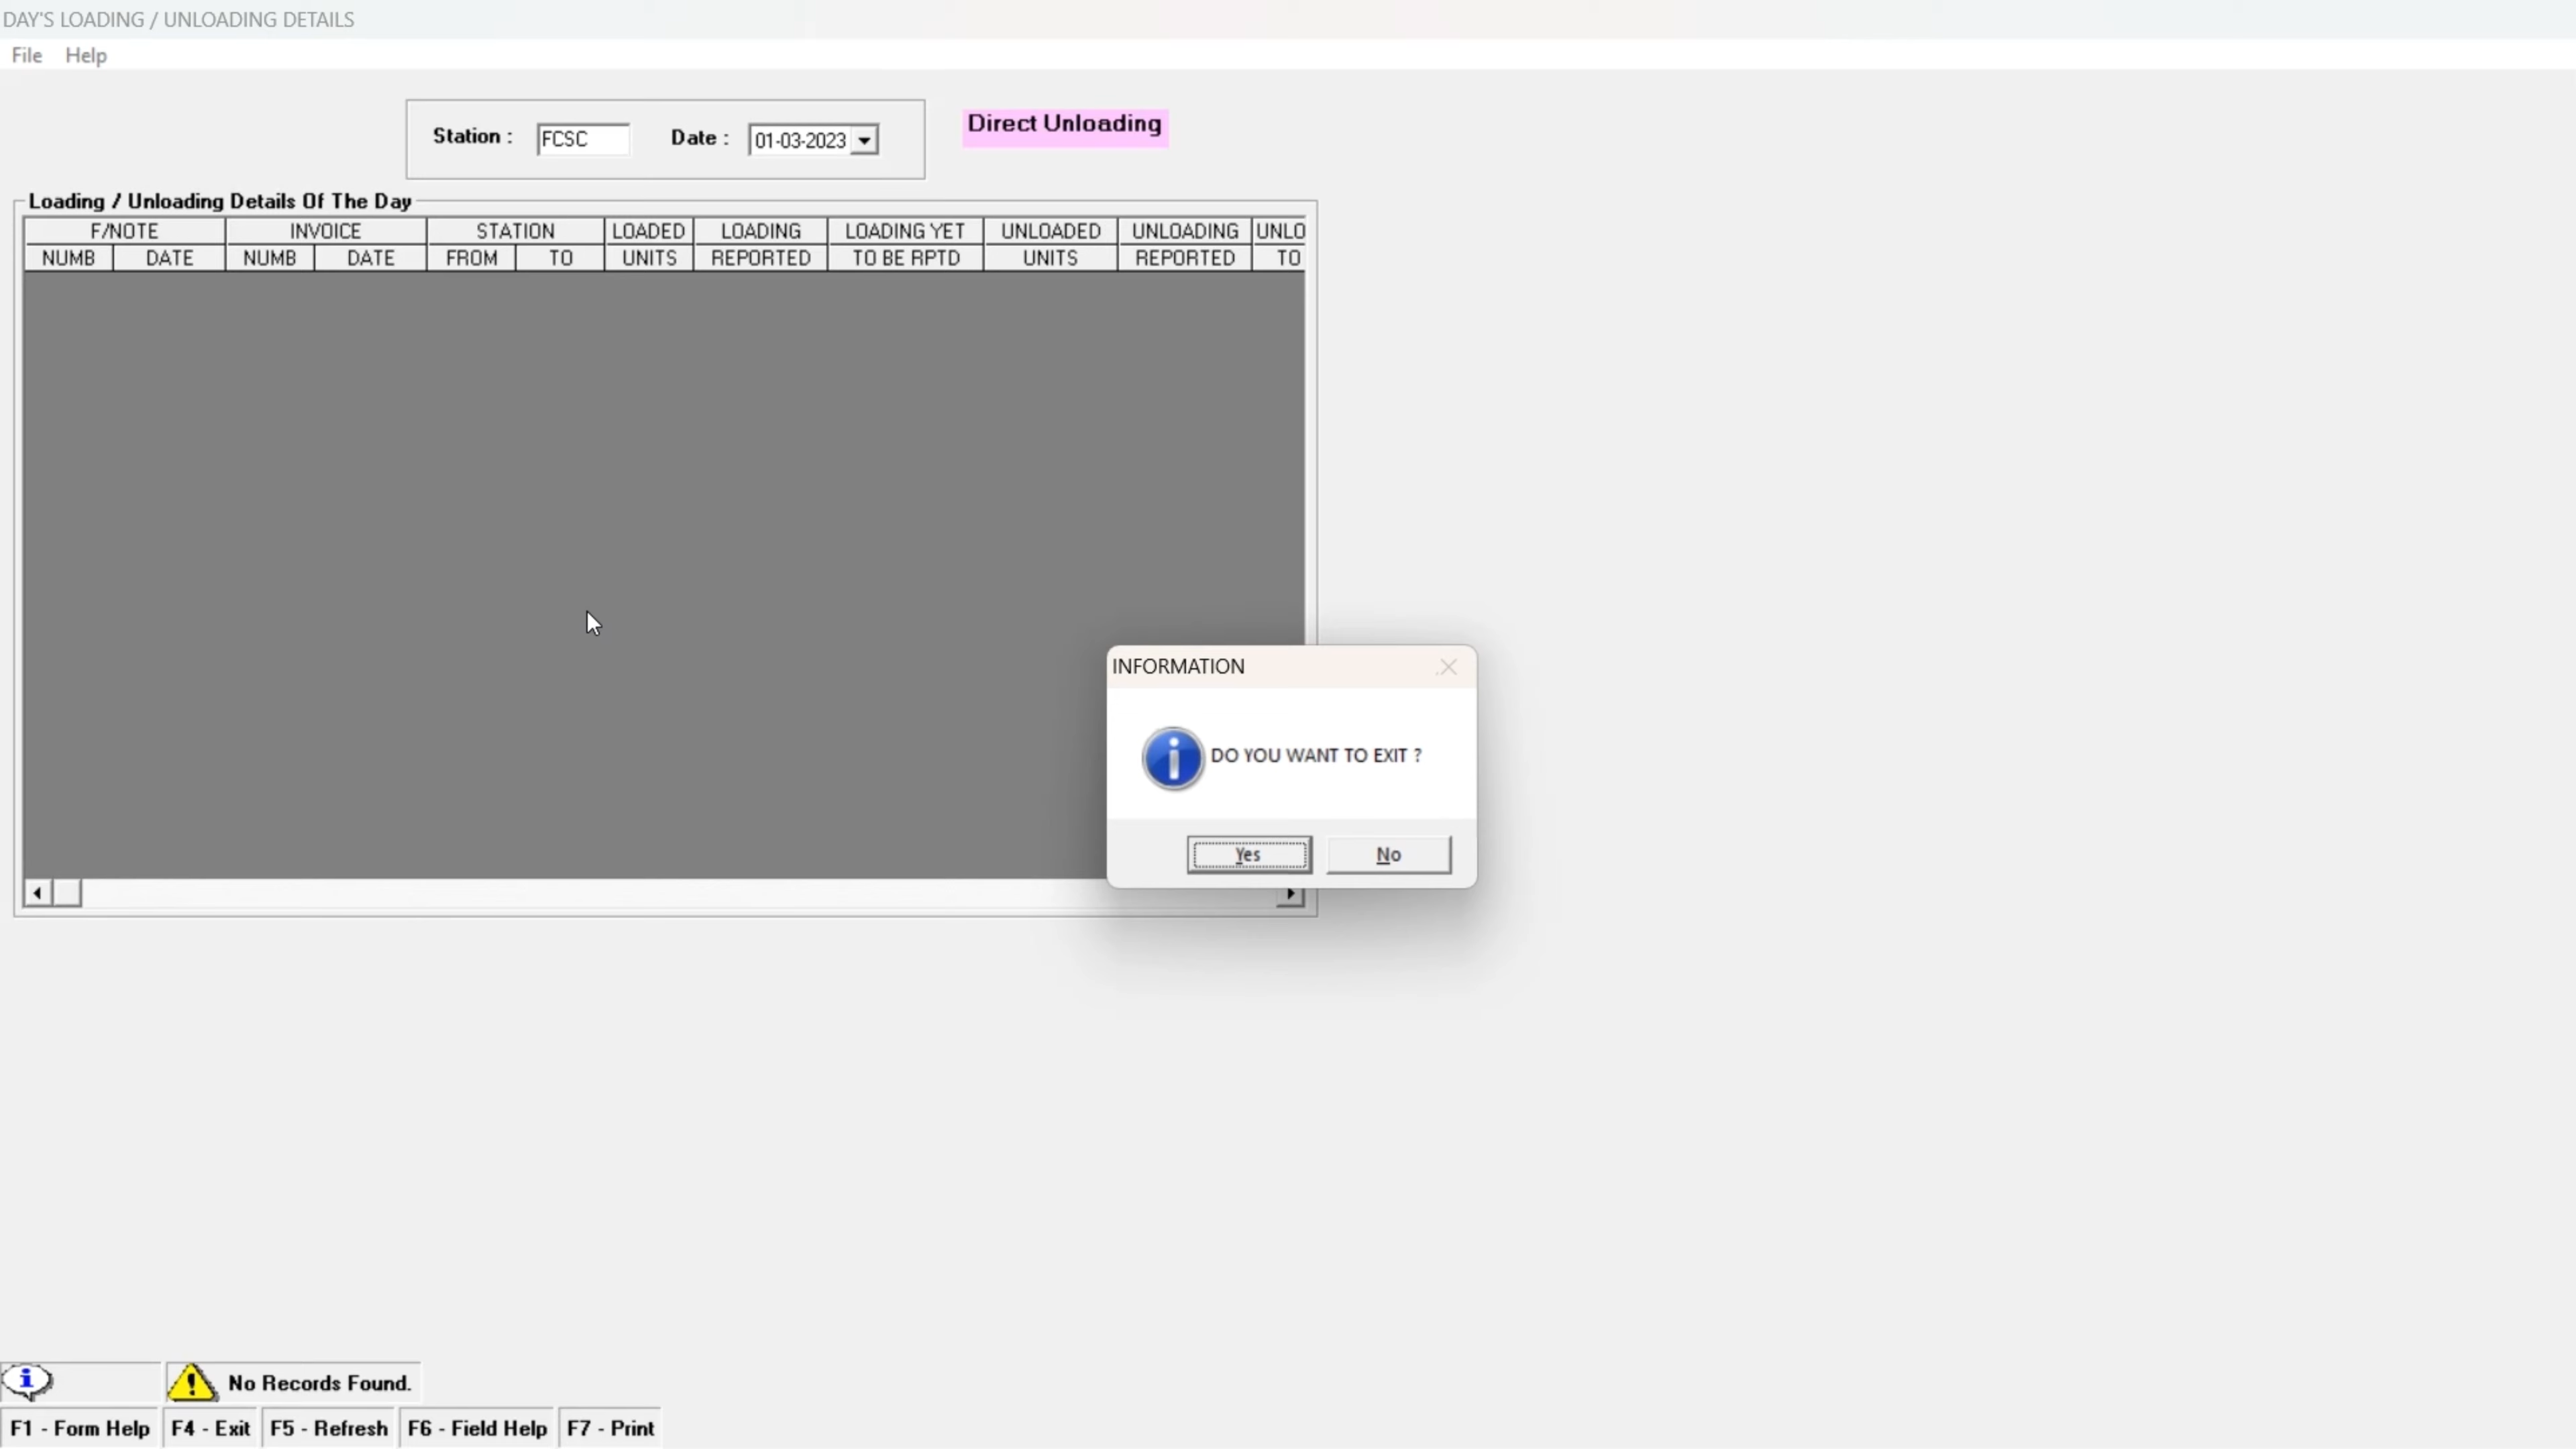 DAY'S LOADING / UNLOADING DETAILS
File Help
Station : FCSC Date : 01-03-2023 Direct Unloading
Loading / Unloading Details Of The Day
F/NOTE INVOICE STATION LOADED LOADING LOADING YET UNLOADED UNLOADING UNLO
NUMB DATE NUMB DATE FROM TO UNITS REPORTED TO BE RPTD UNITS REPORTED TO
INFORMATION
DO YOU WANT TO EXIT ?
Yes No
No Records Found.
F1 - Form Help F4 - Exit F5 - Refresh F6 - Field Help F7 - Print